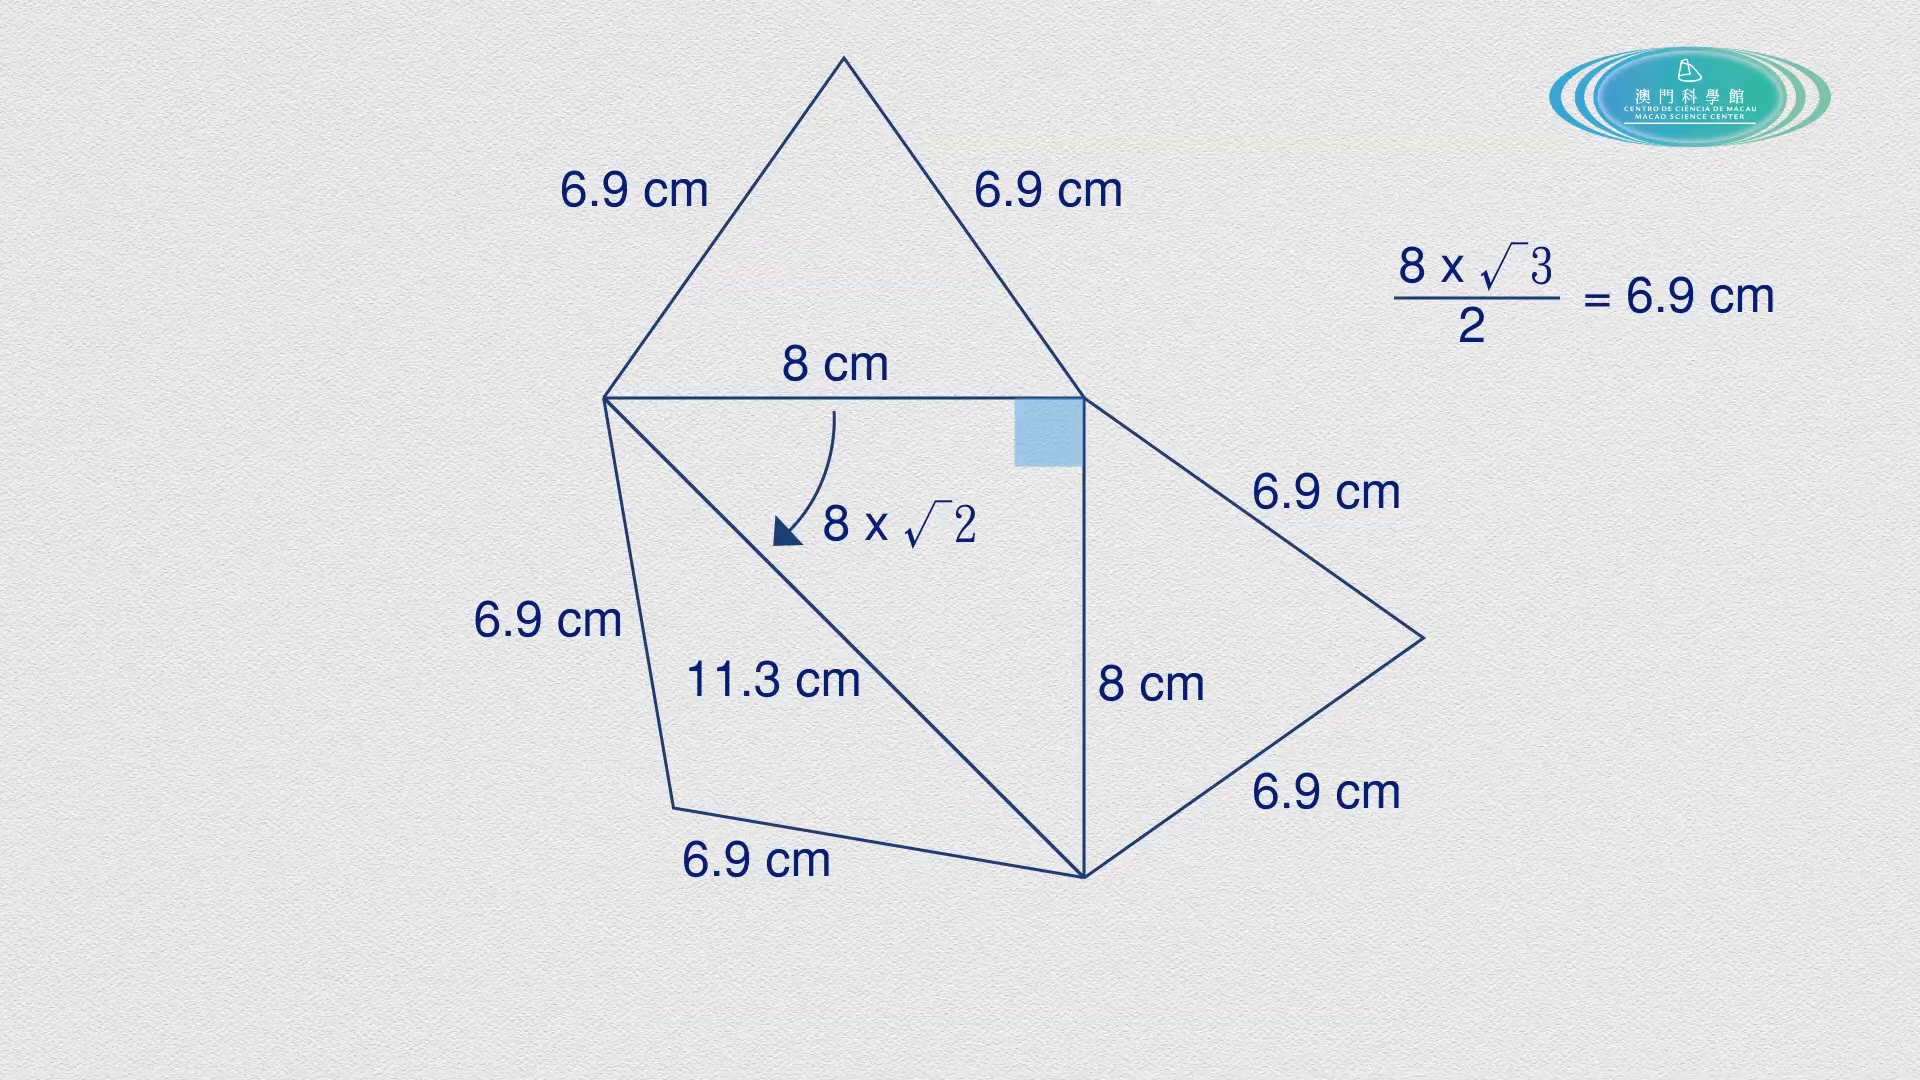 澳門科學館
CENTRO DE CIÊNCIA DE MACAU
MACAO SCIENCE CENTER
6.9 cm
6.9 cm
8 x √3
2
= 6.9 cm
8 cm
6.9 cm
8 x √2
6.9 cm
11.3 cm
8 cm
6.9 cm
6.9 cm